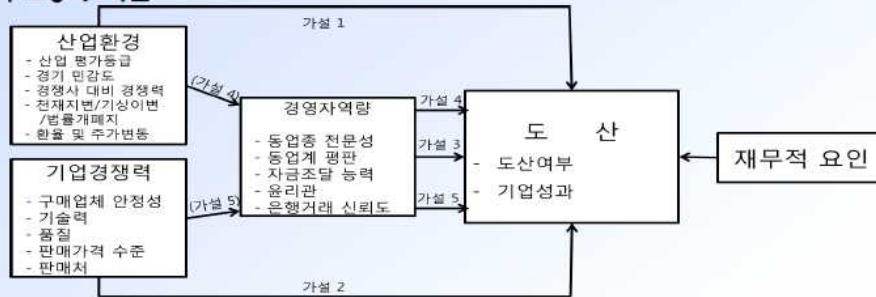 가설 1
산업환경
- 산업 평가등급
- 경기 민감도
- 경쟁사 대비 경쟁력
- 천재지변/기상이변
/법률개폐지
- 환율 및 주가변동
(가설 4)
기업경쟁력
- 구매업체 안정성
- 기술력
- 품질
- 판매가격 수준
- 판매처
(가설 5)
경영자역량
- 동업종 전문성
- 동업계 평판
- 자금조달 능력
- 윤리관
- 은행거래 신뢰도
가설 4
가설 3
가설 5
도 산
- 도산여부
- 기업성과
재무적 요인
가설 2